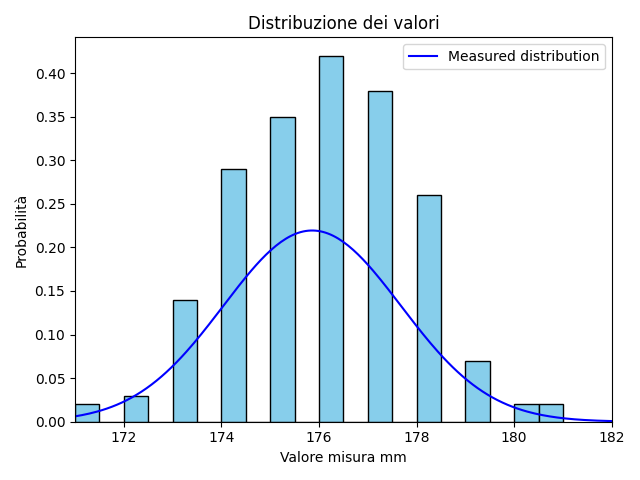 Distribuzione dei valori
Measured distribution
0.40
0.35
0.30
0.25
0.20
0.15
0.10
0.05
0.00
Probabilità
172 174 176 178 180 182
Valore misura mm